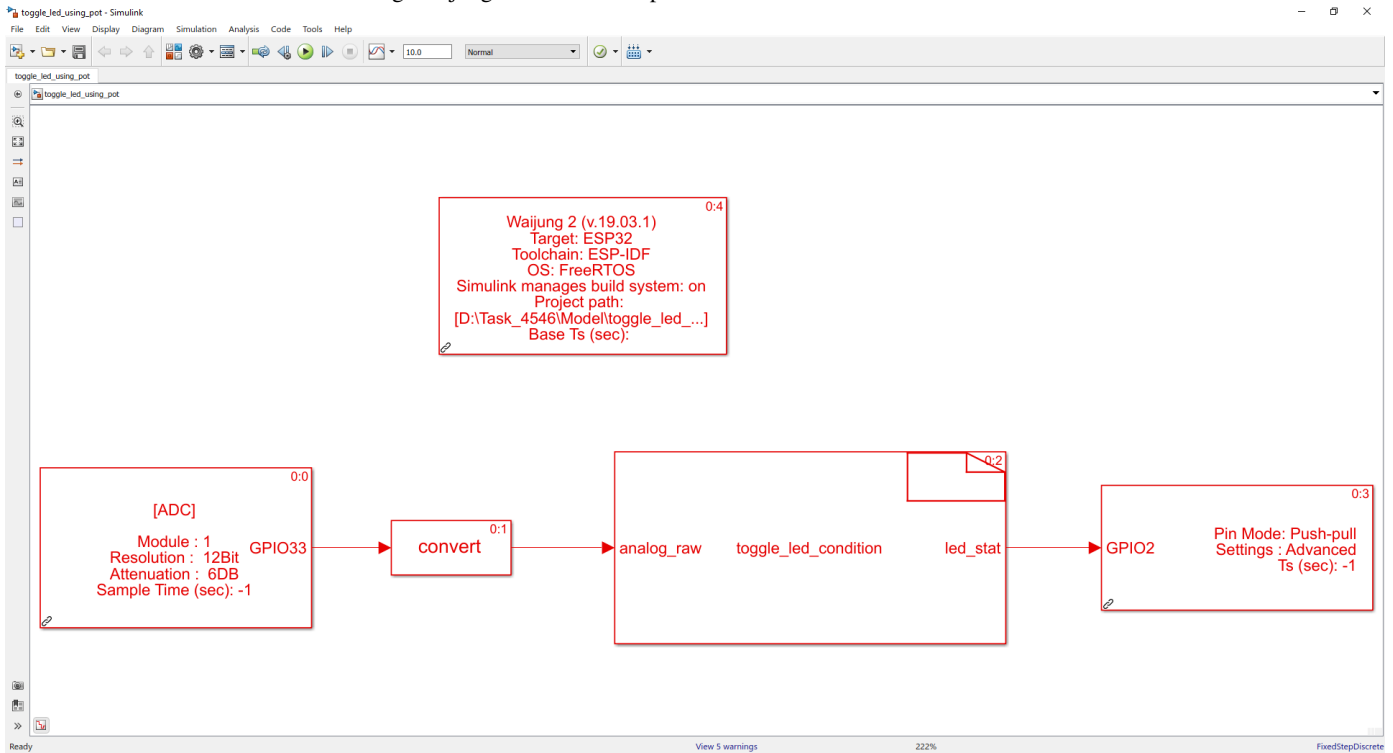 toggle_led_using_pot - Simulink
File Edit View Display Diagram Simulation Analysis Code Tools Help
10.0 Normal
toggle_led_using_pot
toggle_led_using_pot
0:4
Waijung 2 (v.19.03.1)
Target: ESP32
Toolchain: ESP-IDF
OS: FreeRTOS
Simulink manages build system: on
Project path:
[D:\Task_4546\Model\toggle_led_...]
Base Ts (sec):
0:0
[ADC]
Module : 1
Resolution : 12Bit
Attenuation : 6DB
Sample Time (sec): -1
GPIO33
0:1
convert
0:2
analog_raw toggle_led_condition led_stat
0:3
GPIO2
Pin Mode: Push-pull
Settings : Advanced
Ts (sec): -1
Ready View 5 warnings 222% FixedStepDiscrete